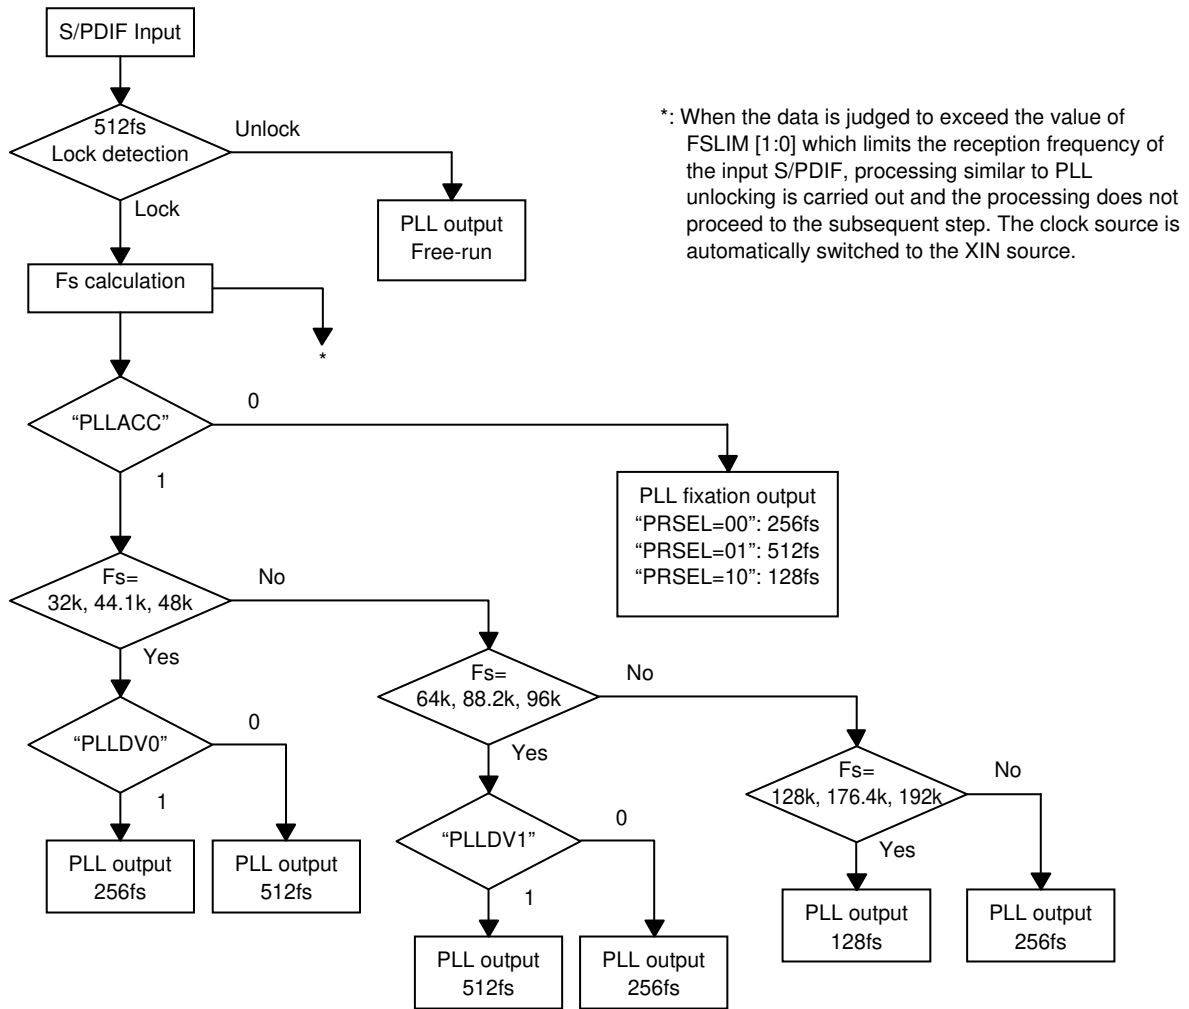 S/PDIF Input
512fs
Lock detection
Unlock
Lock
PLL output
Free-run
*: When the data is judged to exceed the value of
FSLIM [1:0] which limits the reception frequency of
the input S/PDIF, processing similar to PLL
unlocking is carried out and the processing does not
proceed to the subsequent step. The clock source is
automatically switched to the XIN source.
Fs calculation
*
“PLLACC”
0
1
PLL fixation output
“PRSEL=00”: 256fs
“PRSEL=01”: 512fs
“PRSEL=10”: 128fs
Fs=
32k, 44.1k, 48k
No
Yes
Fs=
64k, 88.2k, 96k
No
Yes
“PLLDV0”
0
1
Fs=
128k, 176.4k, 192k
No
Yes
“PLLDV1”
0
1
PLL output
256fs
PLL output
512fs
PLL output
128fs
PLL output
256fs
PLL output
512fs
PLL output
256fs